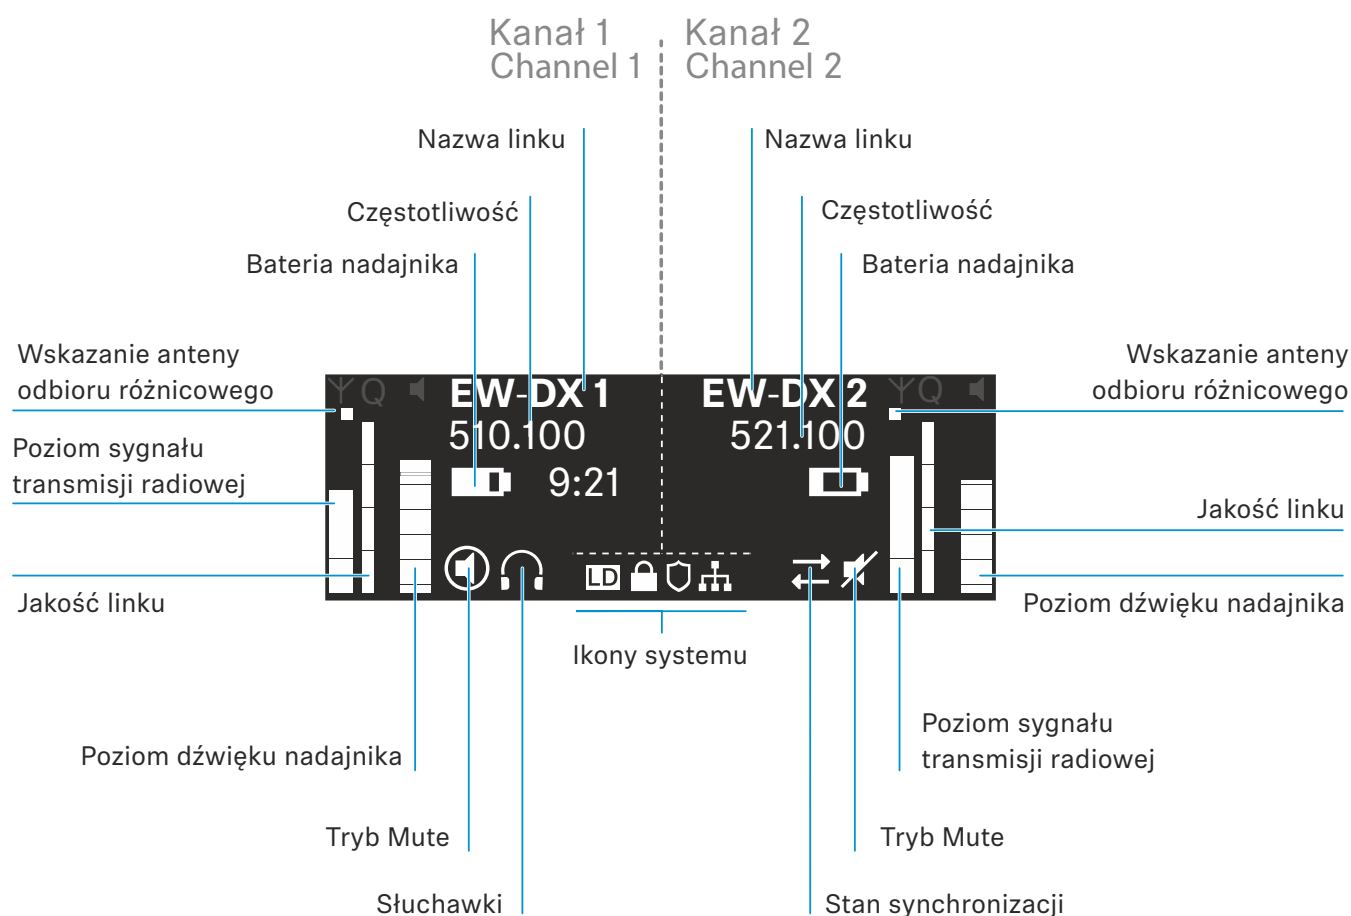 Kanał 1
Channel 1
Kanał 2
Channel 2
Nazwa linku
Nazwa linku
Częstotliwość
Częstotliwość
Bateria nadajnika
Bateria nadajnika
Wskazanie anteny
odbioru różnicowego
Wskazanie anteny
odbioru różnicowego
Q EW-DX 1
EW-DX 2 Q
510.100
521.100
9:21
LD
Poziom sygnału
transmisji radiowej
Jakość linku
Jakość linku
Poziom dźwięku nadajnika
Ikony systemu
Poziom sygnału
transmisji radiowej
Poziom dźwięku nadajnika
Tryb Mute
Tryb Mute
Słuchawki
Stan synchronizacji